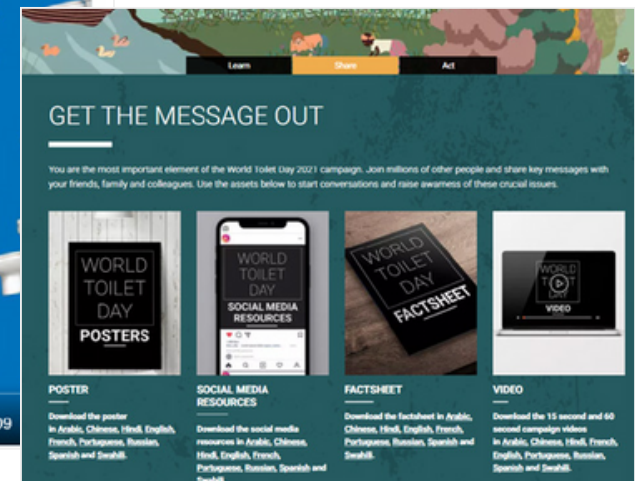 Learn
Share
Act
GET THE MESSAGE OUT
You are the most important element of the World Toilet Day 2021 campaign. Join millions of other people and share key messages with
your friends, family and colleagues. Use the assets below to start conversations and raise awarness of these crucial issues.
WORLD
TOILET
DAY
POSTERS
WORLD
TOILET
DAY
SOCIAL MEDIA
RESOURCES
WORLD
TOILET
DAY
FACTSHEET
WORLD
TOILET
DAY
VIDEO
POSTER
Download the poster
in Arabic, Chinese, Hindi, English,
French, Portuguese, Russian,
Spanish and Swahili.
SOCIAL MEDIA
RESOURCES
Download the social media
resources in Arabic, Chinese,
Hindi, English, French,
Portuguese, Russian, Spanish and
Swahili.
FACTSHEET
Download the factsheet in Arabic,
Chinese, Hindi, English, French,
Portuguese, Russian, Spanish and
Swahili.
VIDEO
Download the 15 second and 60
second campaign videos
in Arabic, Chinese, Hindi, French,
English, Portuguese, Russian,
Spanish and Swahili.
09